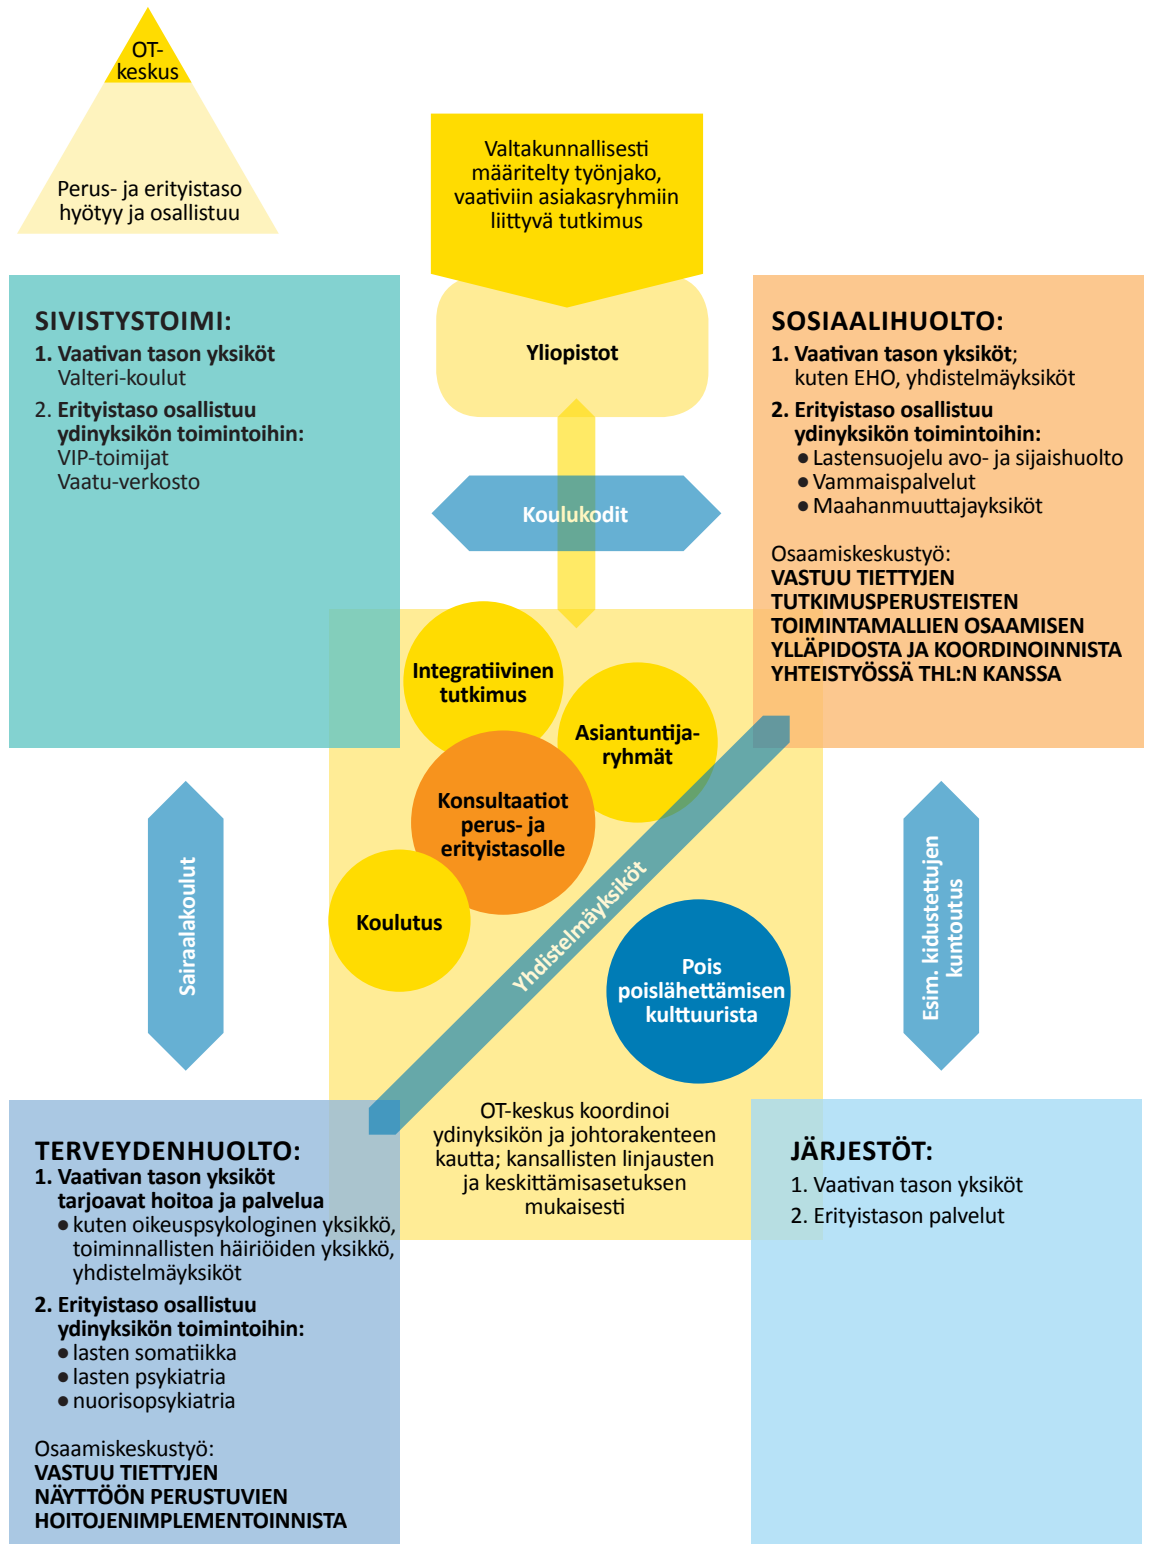 OT-
keskus
Perus- ja erityistaso
hyötyy ja osallistuu
Valtakunnallisesti
määritelty työnjako,
vaativiin asiakasryhmiin
liittyvä tutkimus
Yliopistot
SIVISTYSTOIMI:
1. Vaativan tason yksiköt
Valteri-koulut
2. Erityistaso osallistuu
ydinyksikön toimintoihin:
VIP-toimijat
Vaatu-verkosto
Koulukodit
SOSIAALIHUOLTO:
1. Vaativan tason yksiköt;
kuten EHO, yhdistelmäyksiköt
2. Erityistaso osallistuu
ydinyksikön toimintoihin:
● Lastensuojelu avo- ja sijaishuolto
● Vammaispalvelut
● Maahanmuuttajayksiköt
Osaamiskeskustyö:
VASTUU TIETTYJEN
TUTKIMUSPERUSTEISTEN
TOIMINTAMALLIEN OSAAMISEN
YLLÄPIDOSTA JA KOORDINOINNISTA
YHTEISTYÖSSÄ THL:N KANSSA
Integratiivinen
tutkimus
Asiantuntija-
ryhmät
Konsultaatiot
perus- ja
erityistasolle
Koulutus
Yhdistelmäyksiköt
Pois
poislähettämisen
kulttuurista
Sairaalakoulut
Esim. kidustettujen
kuntoutus
OT-keskus koordinoi
ydinyksikön ja johtorakenteen
kautta; kansallisten linjausten
ja keskittämisasetuksen
mukaisesti
TERVEYDENHUOLTO:
1. Vaativan tason yksiköt
tarjoavat hoitoa ja palvelua
● kuten oikeuspsykologinen yksikkö,
toiminnallisten häiriöiden yksikkö,
yhdistelmäyksiköt
2. Erityistaso osallistuu
ydinyksikön toimintoihin:
● lasten somatiikka
● lasten psykiatria
● nuorisopsykiatria
Osaamiskeskustyö:
VASTUU TIETTYJEN
NÄYTTÖÖN PERUSTUVIEN
HOITOJENIMPLEMENTOINNISTA
JÄRJESTÖT:
1. Vaativan tason yksiköt
2. Erityistason palvelut